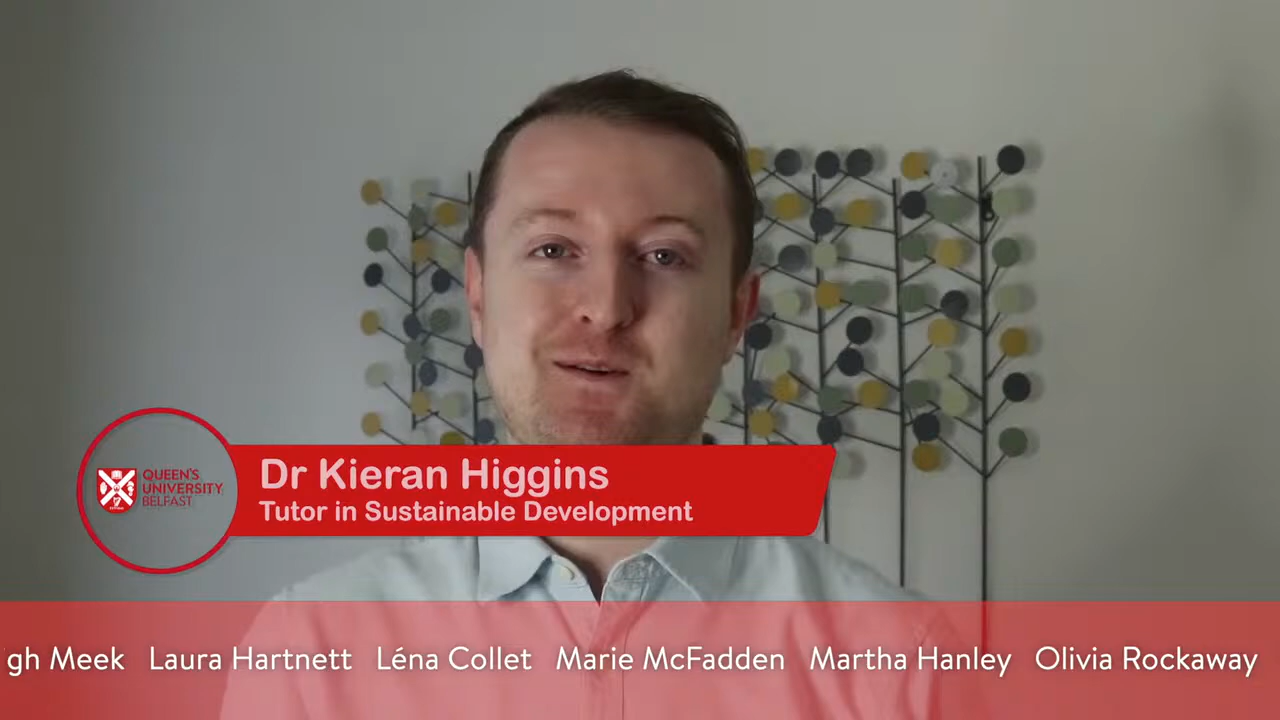 QUEEN'S
UNIVERSITY
BELFAST
Dr Kieran Higgins
Tutor in Sustainable Development
gh Meek Laura Hartnett Léna Collet Marie McFadden Martha Hanley Olivia Rockaway